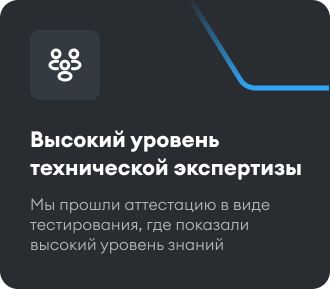 Высокий уровень
технической экспертизы
Мы прошли аттестацию в виде
тестирования, где показали
высокий уровень знаний